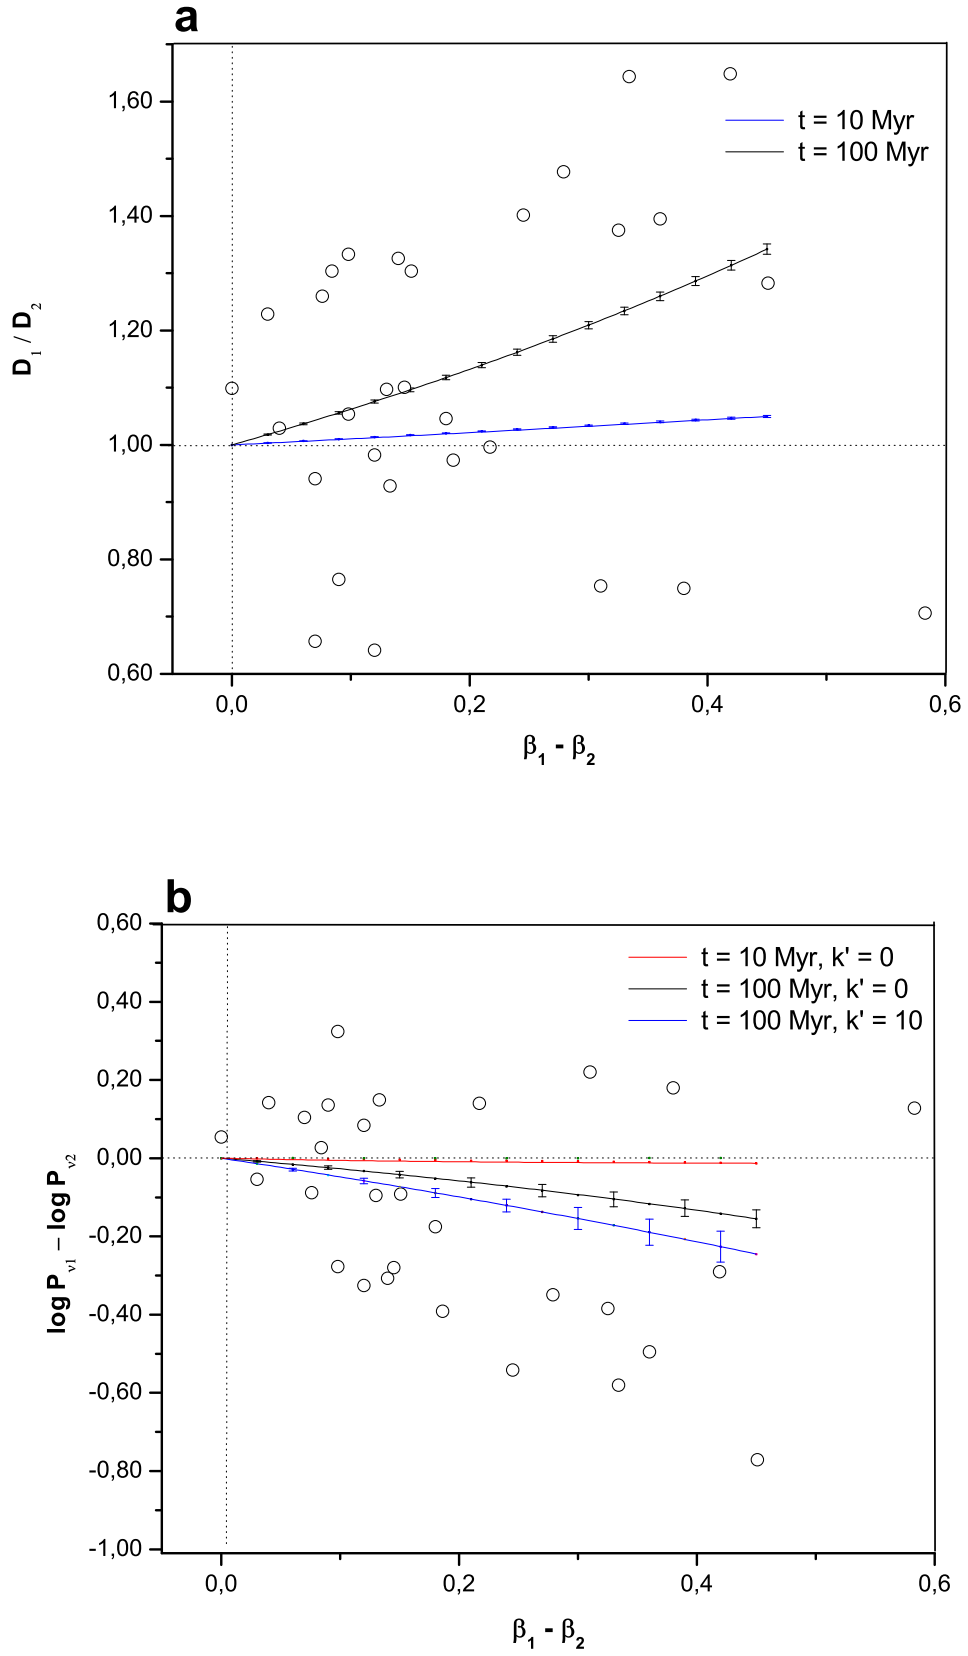 a
1,60
1,40
1,20
1,00
0,80
0,60
D1 / D2
t = 10 Myr
t = 100 Myr
0,0 0,2 0,4 0,6
β1 - β2
b
0,60
0,40
0,20
0,00
-0,20
-0,40
-0,60
-0,80
-1,00
log Pν1 – log Pν2
t = 10 Myr, k' = 0
t = 100 Myr, k' = 0
t = 100 Myr, k' = 10
0,0 0,2 0,4 0,6
β1 - β2